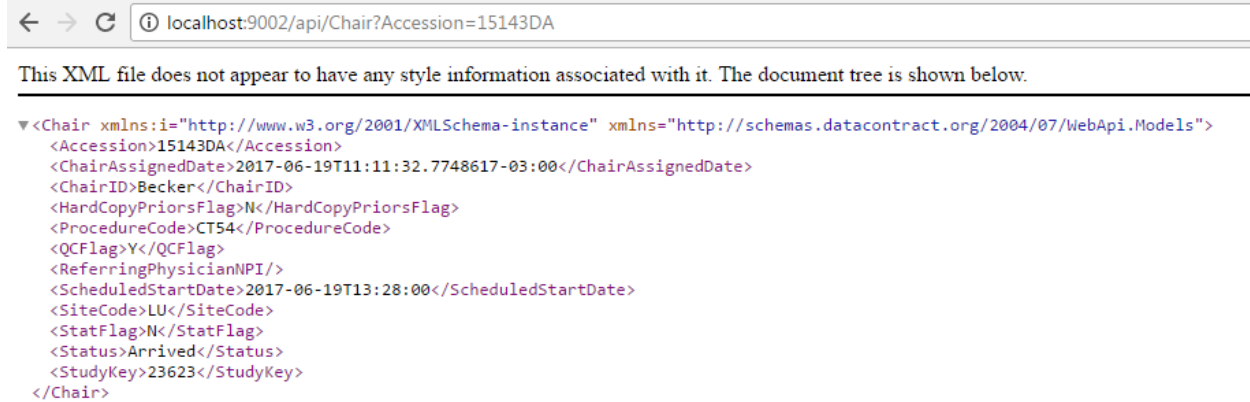 localhost:9002/api/Chair?Accession=15143DA
This XML file does not appear to have any style information associated with it. The document tree is shown below.
▼<Chair xmlns:i="http://www.w3.org/2001/XMLSchema-instance" xmlns="http://schemas.datacontract.org/2004/07/WebApi.Models">
<Accession>15143DA</Accession>
<ChairAssignedDate>2017-06-19T11:11:32.7748617-03:00</ChairAssignedDate>
<ChairID>Becker</ChairID>
<HardCopyPriorsFlag>N</HardCopyPriorsFlag>
<ProcedureCode>CT54</ProcedureCode>
<QCFlag>Y</QCFlag>
<ReferringPhysicianNPI/>
<ScheduledStartDate>2017-06-19T13:28:00</ScheduledStartDate>
<SiteCode>LU</SiteCode>
<StatFlag>N</StatFlag>
<Status>Arrived</Status>
<StudyKey>23623</StudyKey>
</Chair>